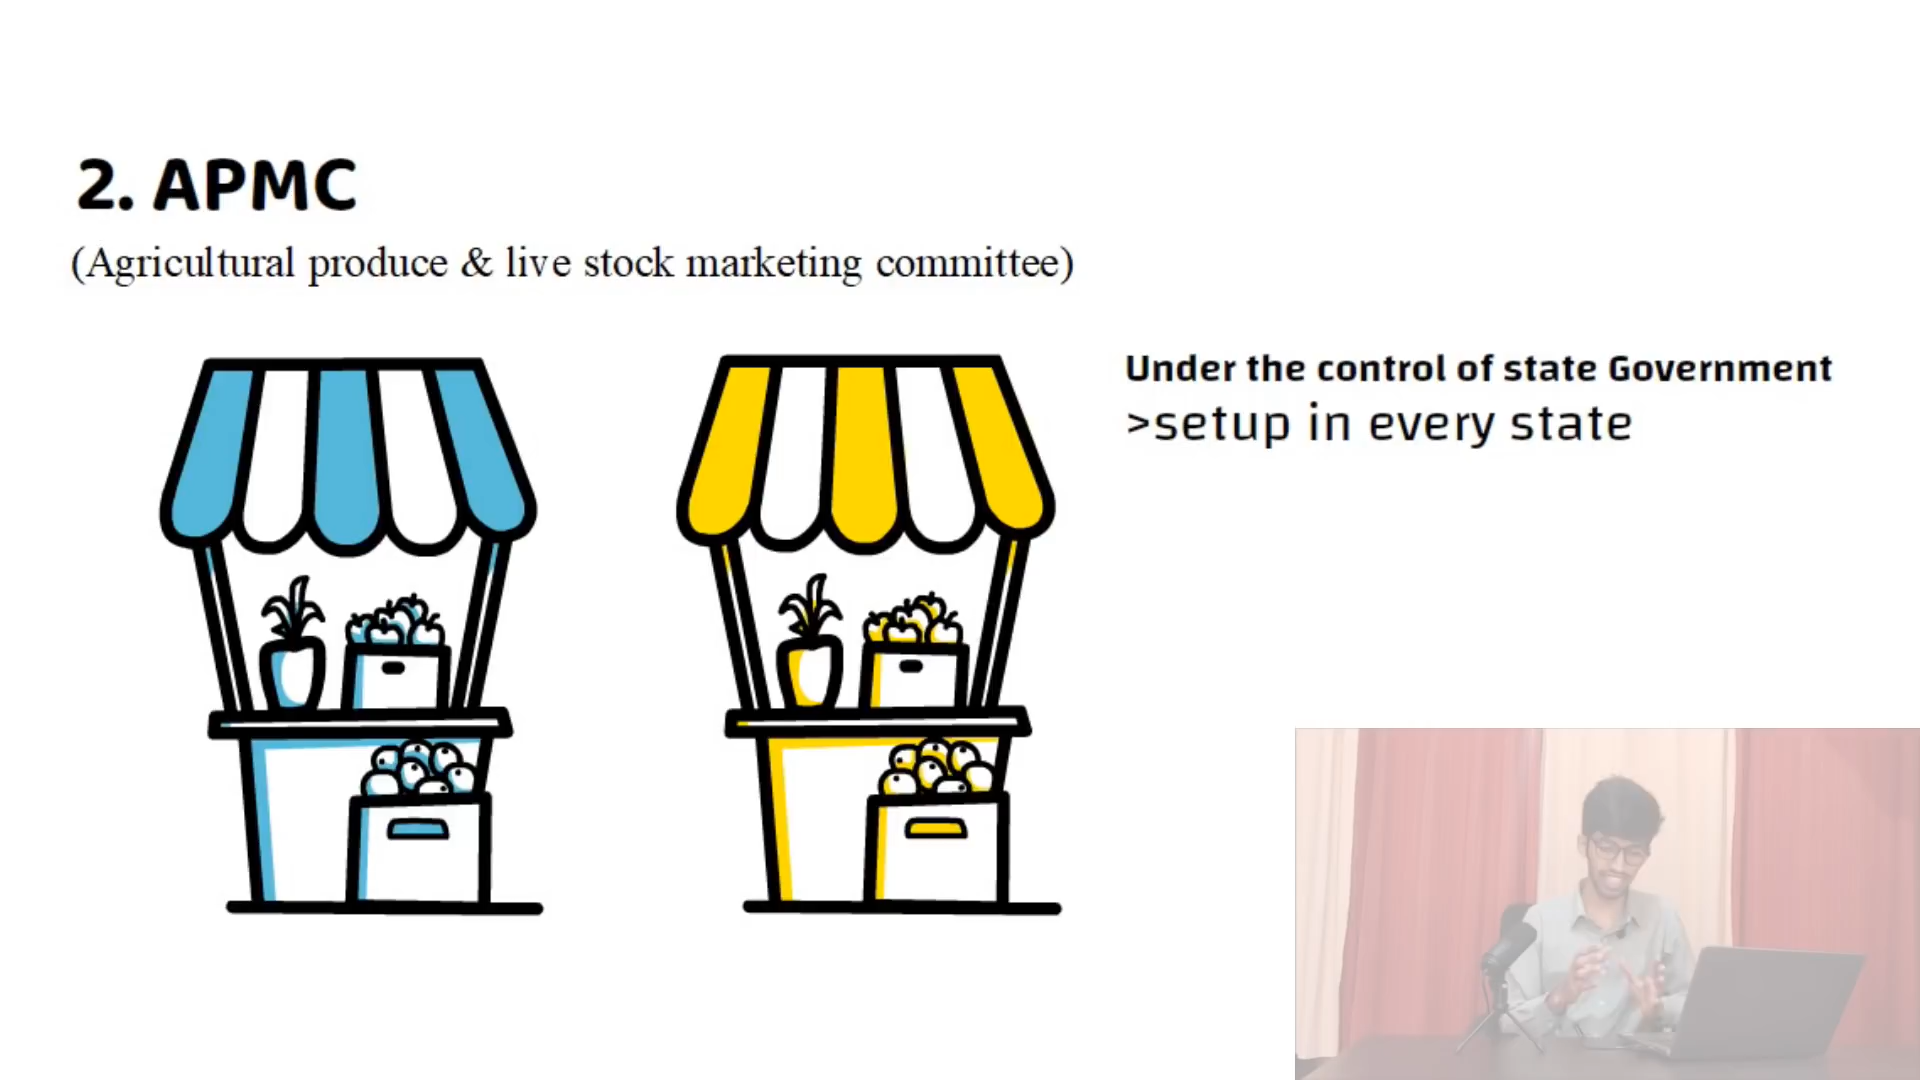 2. APMC
(Agricultural produce & live stock marketing committee)
Under the control of state Government
>setup in every state